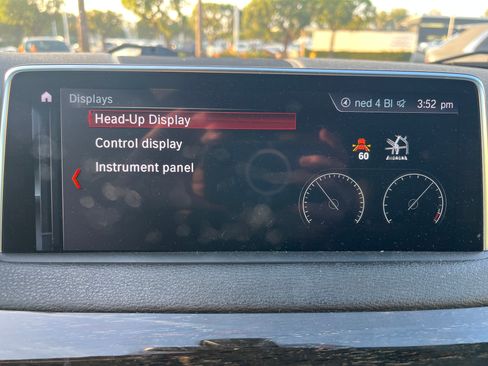 Displays
ned 4 Bl 3:52 pm
Head-Up Display
Control display
Instrument panel
60